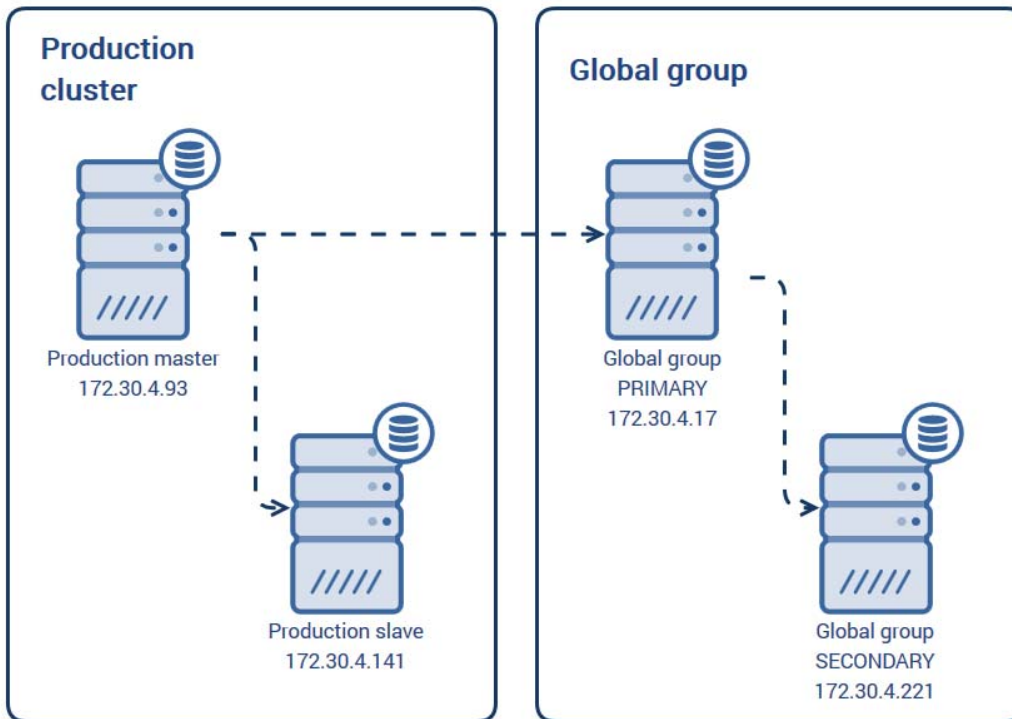 Production
cluster
Global group
Production master
172.30.4.93
Global group
PRIMARY
172.30.4.17
Production slave
172.30.4.141
Global group
SECONDARY
172.30.4.221